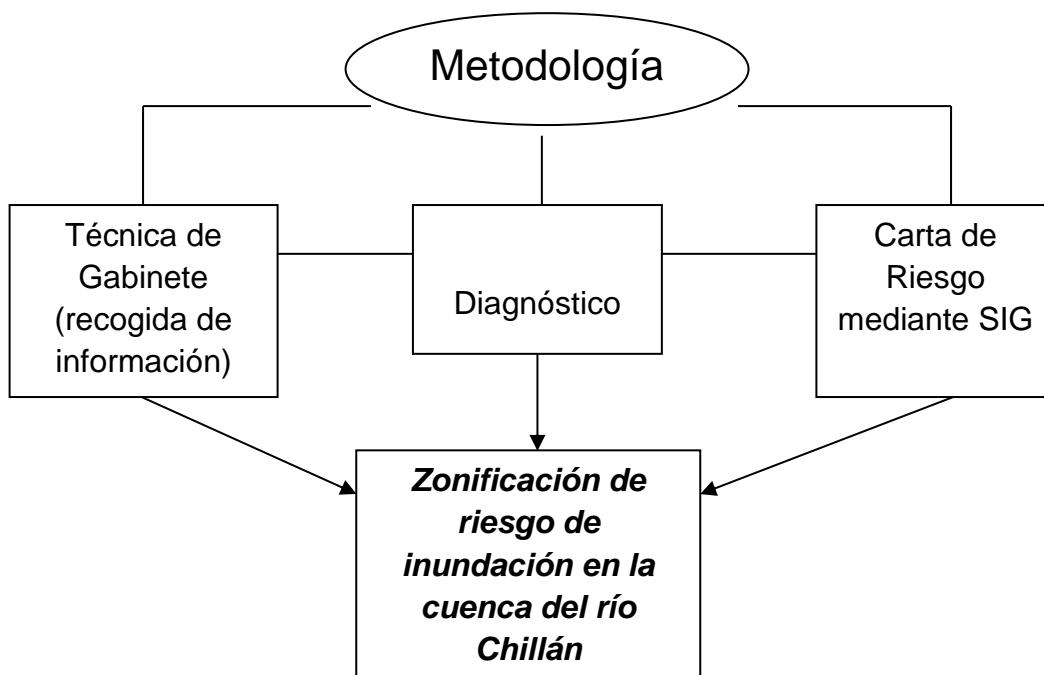 Metodología
Técnica de
Gabinete
(recogida de
información)
Diagnóstico
Carta de
Riesgo
mediante SIG
Zonificación de
riesgo de
inundación en la
cuenca del río
Chillán